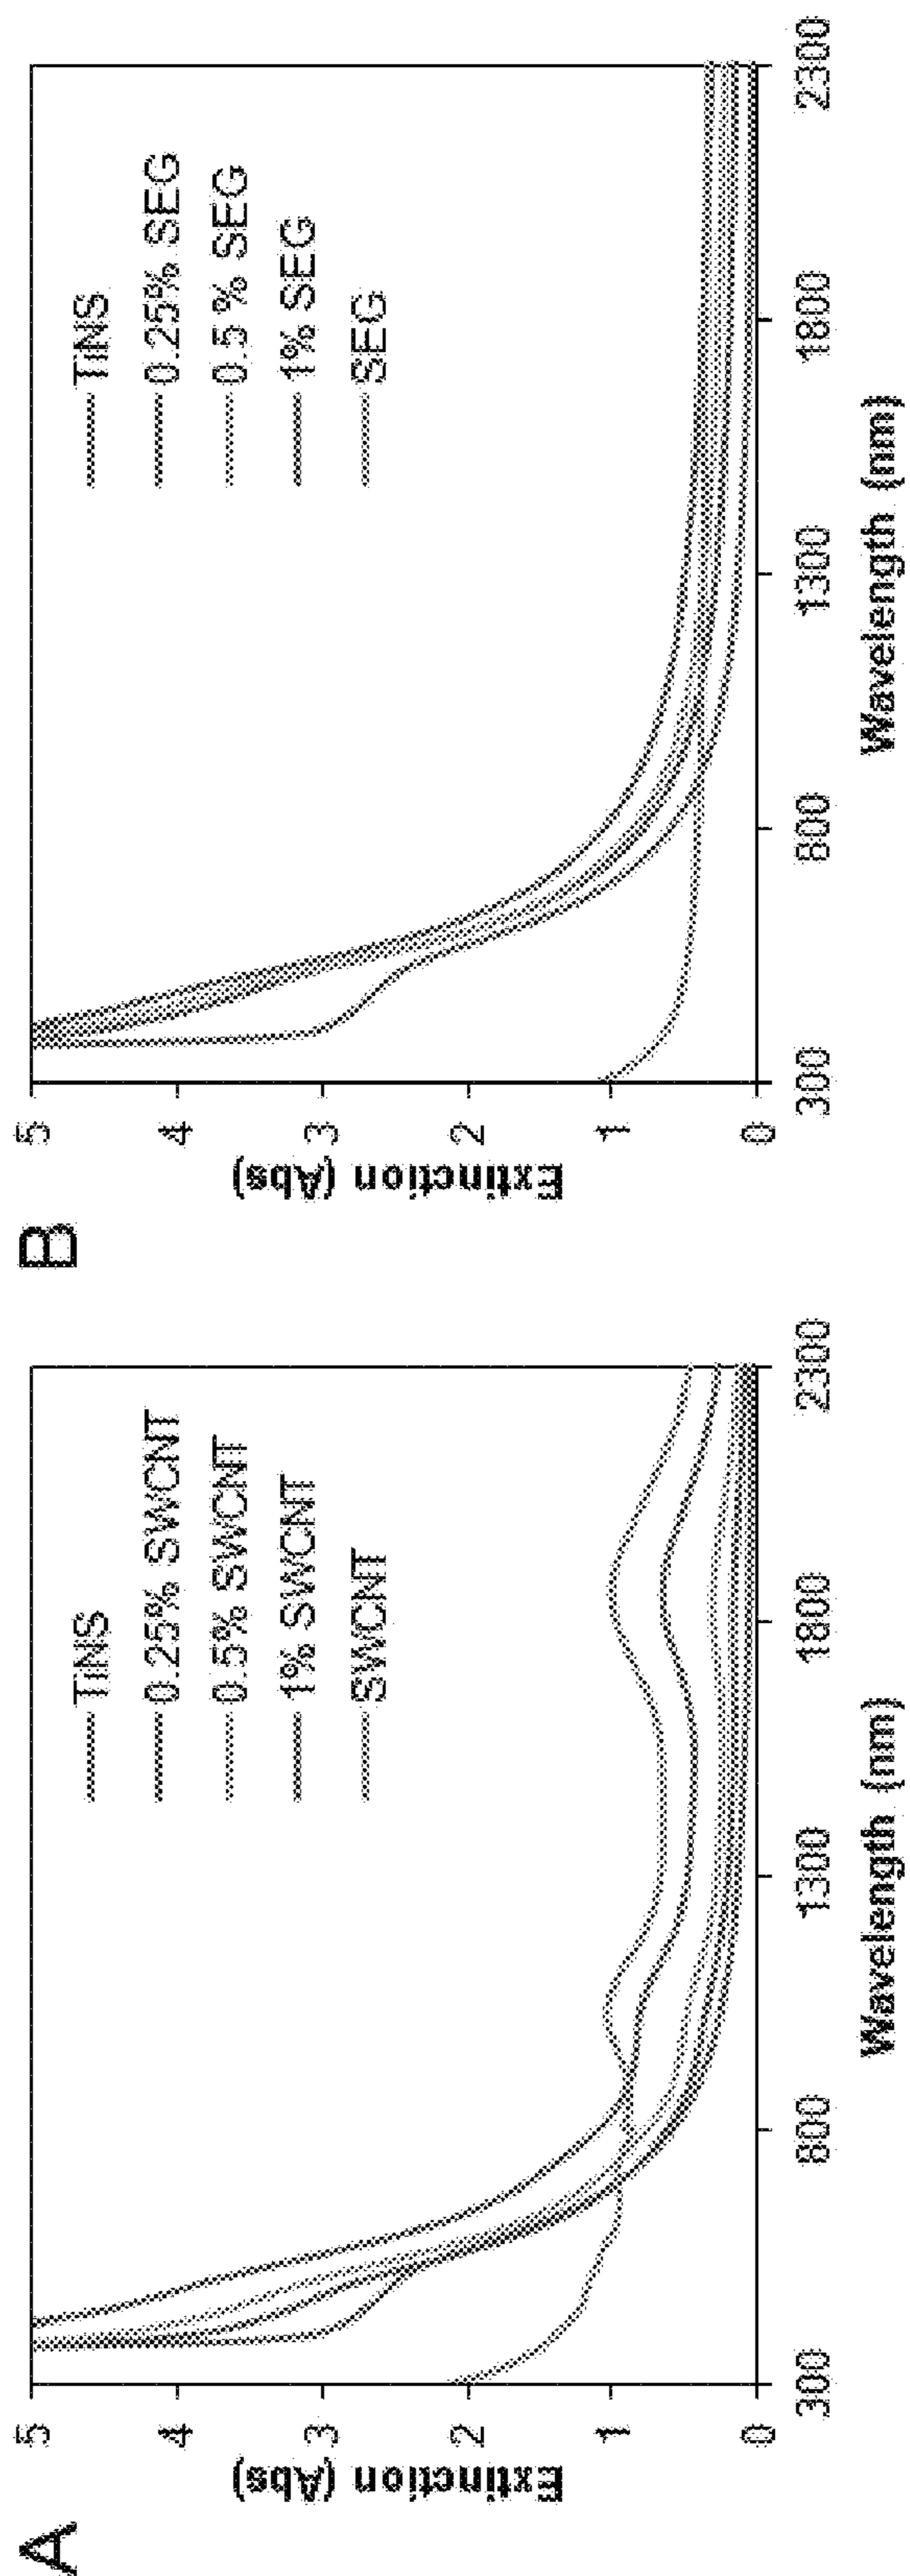 A
Extinction (Abs)
5
4
3
2
1
0
TiNS
0.25% SWCNT
0.5% SWCNT
1% SWCNT
SWCNT
300
800
1300
1800
2300
Wavelength (nm)
B
Extinction (Abs)
5
4
3
2
1
0
TiNS
0.25% SEG
0.5 % SEG
1% SEG
SEG
300
800
1300
1800
2300
Wavelength (nm)